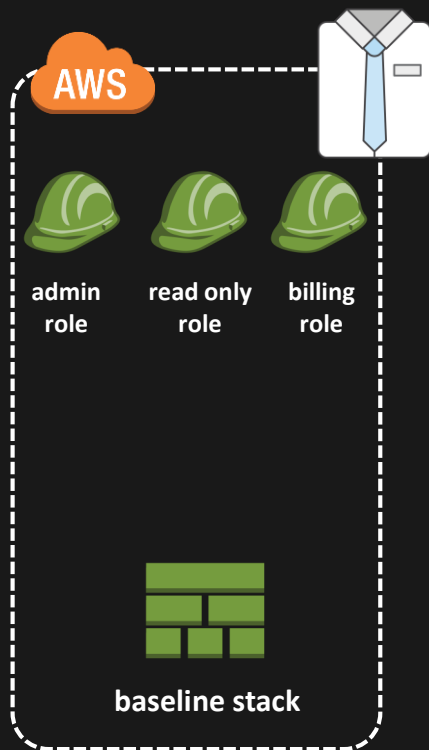 AWS
admin
role
read only
role
billing
role
baseline stack